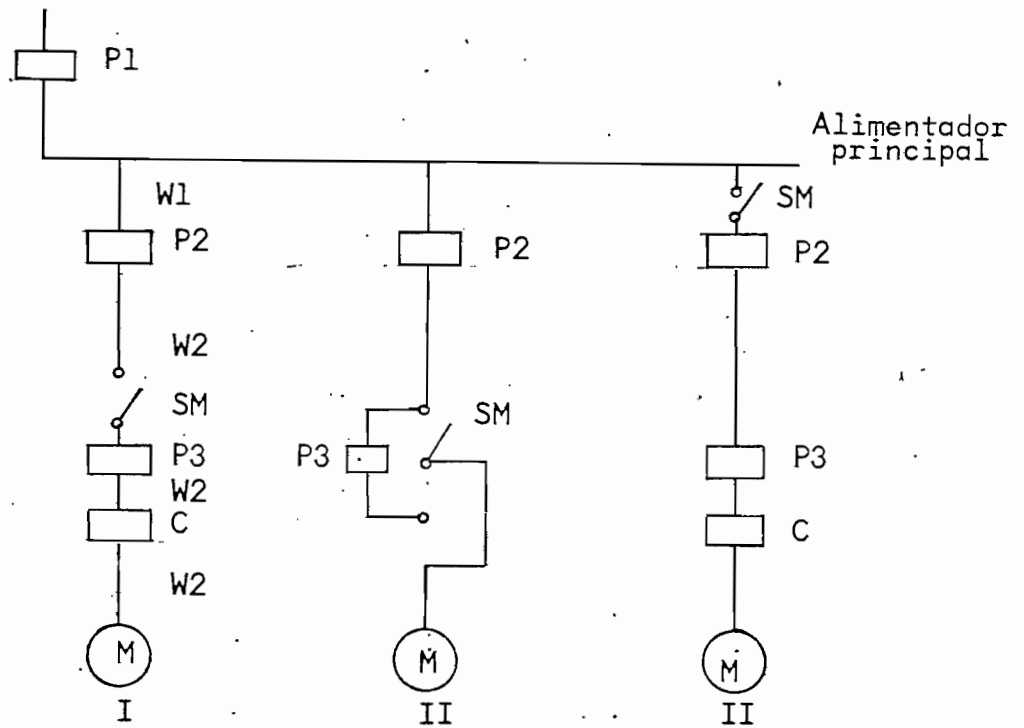 P1
Alimentador
principal
W1
P2
P2
SM
P2
W2
SM
P3
W2
C
W2
M
I
SM
P3
M
II
P3
C
M
II